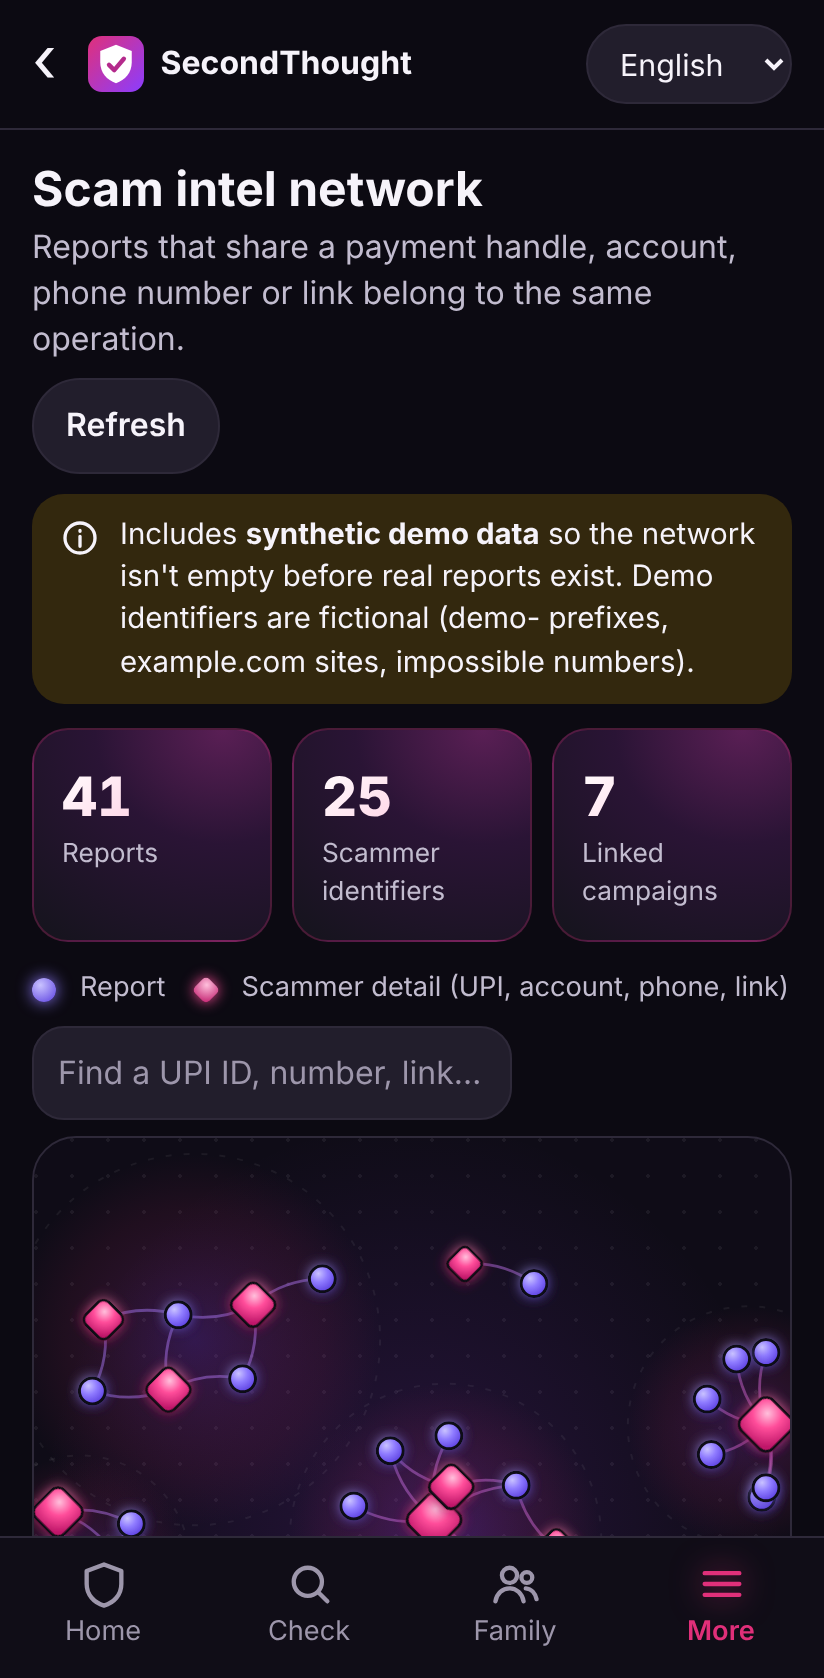 SecondThought
English
Scam intel network
Reports that share a payment handle, account,
phone number or link belong to the same
operation.
Refresh
Includes synthetic demo data so the network
isn't empty before real reports exist. Demo
identifiers are fictional (demo- prefixes,
example.com sites, impossible numbers).
41
Reports
25
Scammer
identifiers
7
Linked
campaigns
Report
Scammer detail (UPI, account, phone, link)
Find a UPI ID, number, link...
Home
Check
Family
More